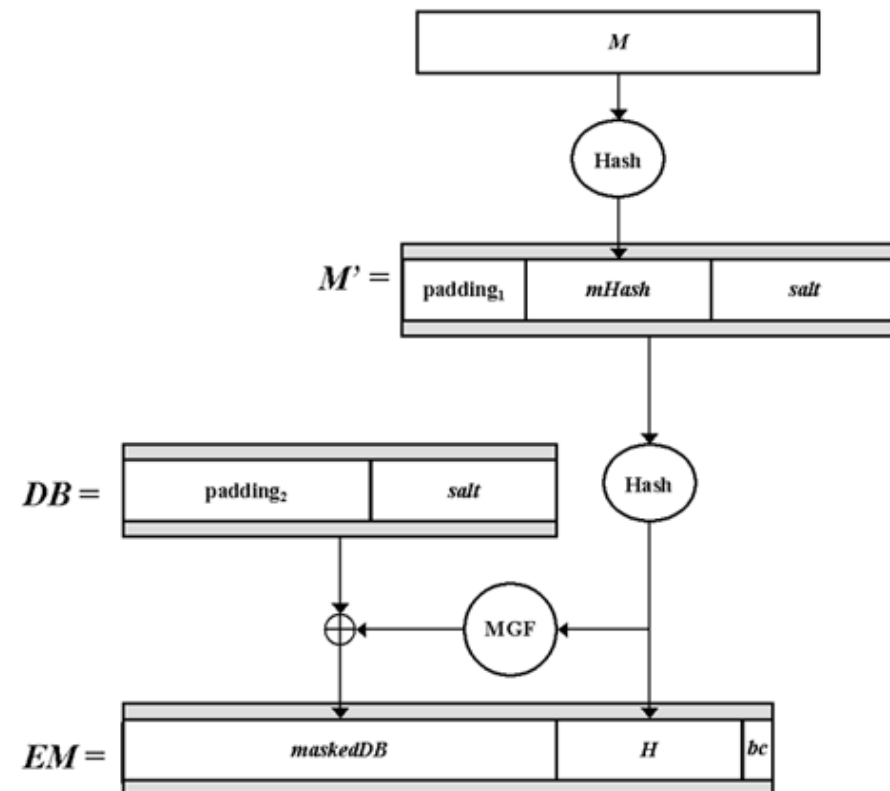 M
Hash
M’ = padding₁ mHash salt
DB = padding₂ salt
Hash
MGF
EM = maskedDB H bc